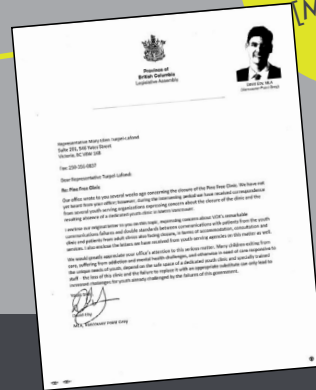 [N
Province of
British Columbia
Legislative Assembly
David Eby, MLA
(Vancouver-Point Grey)
Representative Mary Ellen Turpel-Lafond
Suite 201, 546 Yates Street
Victoria, BC V8W 1K8
Fax: 250-356-0837
Dear Representative Turpel-Lafond:
Re: Pine Free Clinic
Our office wrote to you several weeks ago concerning the closure of the Pine Free Clinic. We have not
yet heard from your office; however, during the intervening period we have received correspondence
from several youth serving organizations expressing concern about the closure of the clinic and the
resulting absence of a dedicated youth clinic in
I enclose our original letter to you on this topic, expressing concerns about VCH's remarkable
communications failures and double standards between communications with patients from the youth
clinic and patients from adult clinics also facing closure, in terms of accommodation, consultation and
services. I also enclose the letters we have received from youth serving agencies on this matter as well.
We would greatly appreciate your office's attention to this serious matter. Many children exiting from
care, suffering from addiction and mental health challenges, and otherwise in need of care responsive to
the unique needs of youth, depend on the safe space of a dedicated youth clinic and specially trained
staff - the loss of this clinic and the failure to replace it with an appropriate substitute can only lead to
increased challenges for youth already challenged by the failures of this government.
David Eby
MLA, Vancouver Point Grey